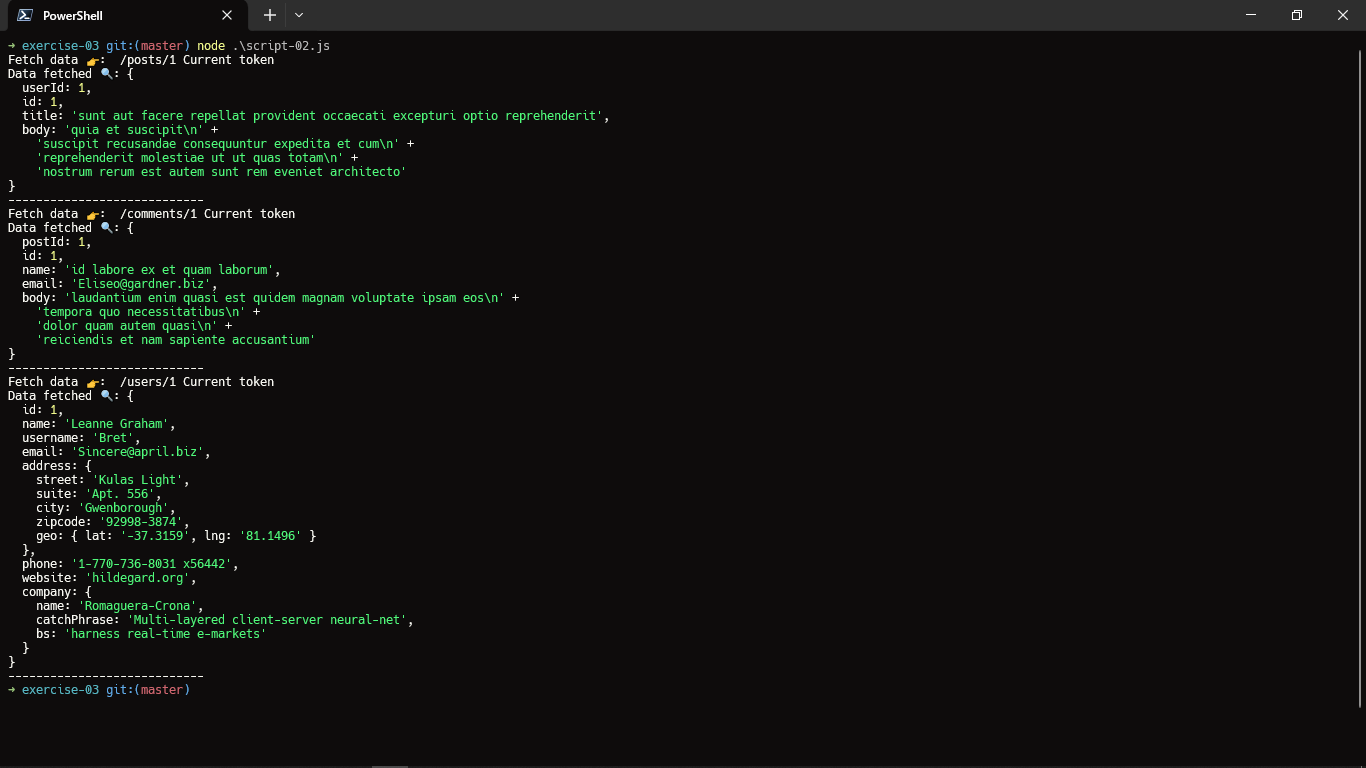 PowerShell
→ exercise-03 git:(master) node .\script-02.js
Fetch data 👉:  /posts/1 Current token
Data fetched 🔍: {
  userId: 1,
  id: 1,
  title: 'sunt aut facere repellat provident occaecati excepturi optio reprehenderit',
  body: 'quia et suscipit\n' +
    'suscipit recusandae consequuntur expedita et cum\n' +
    'reprehenderit molestiae ut ut quas totam\n' +
    'nostrum rerum est autem sunt rem eveniet architecto'
}
----------------------------
Fetch data 👉:  /comments/1 Current token
Data fetched 🔍: {
  postId: 1,
  id: 1,
  name: 'id labore ex et quam laborum',
  email: 'Eliseo@gardner.biz',
  body: 'laudantium enim quasi est quidem magnam voluptate ipsam eos\n' +
    'tempora quo necessitatibus\n' +
    'dolor quam autem quasi\n' +
    'reiciendis et nam sapiente accusantium'
}
----------------------------
Fetch data 👉:  /users/1 Current token
Data fetched 🔍: {
  id: 1,
  name: 'Leanne Graham',
  username: 'Bret',
  email: 'Sincere@april.biz',
  address: {
    street: 'Kulas Light',
    suite: 'Apt. 556',
    city: 'Gwenborough',
    zipcode: '92998-3874',
    geo: { lat: '-37.3159', lng: '81.1496' }
  },
  phone: '1-770-736-8031 x56442',
  website: 'hildegard.org',
  company: {
    name: 'Romaguera-Crona',
    catchPhrase: 'Multi-layered client-server neural-net',
    bs: 'harness real-time e-markets'
  }
}
----------------------------
→ exercise-03 git:(master)